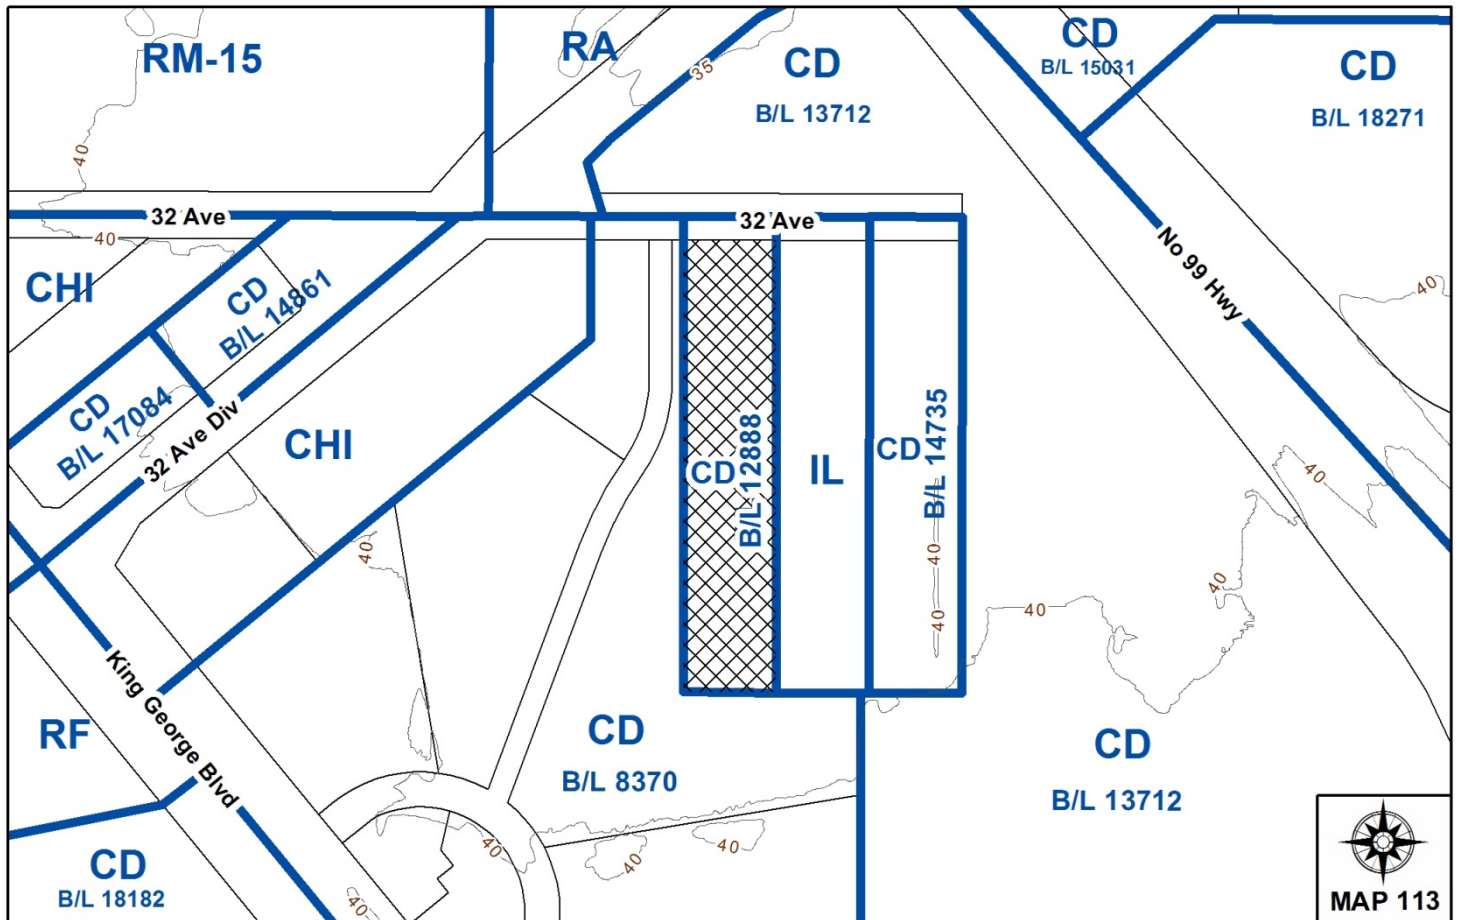 RM-15
RA
CD
B/L 13712
CD
B/L 15031
CD
B/L 18271
35
40
32 Ave
32 Ave
40
CHI
CD
B/L 14861
No 99 Hwy
40
CD
B/L 17084
32 Ave Div
CHI
CD
B/L 12888
IL
CD
B/L 14735
40
40
40
40
40
40
King George Blvd
RF
CD
B/L 8370
CD
B/L 13712
CD
B/L 18182
40
40
40
40
MAP 113